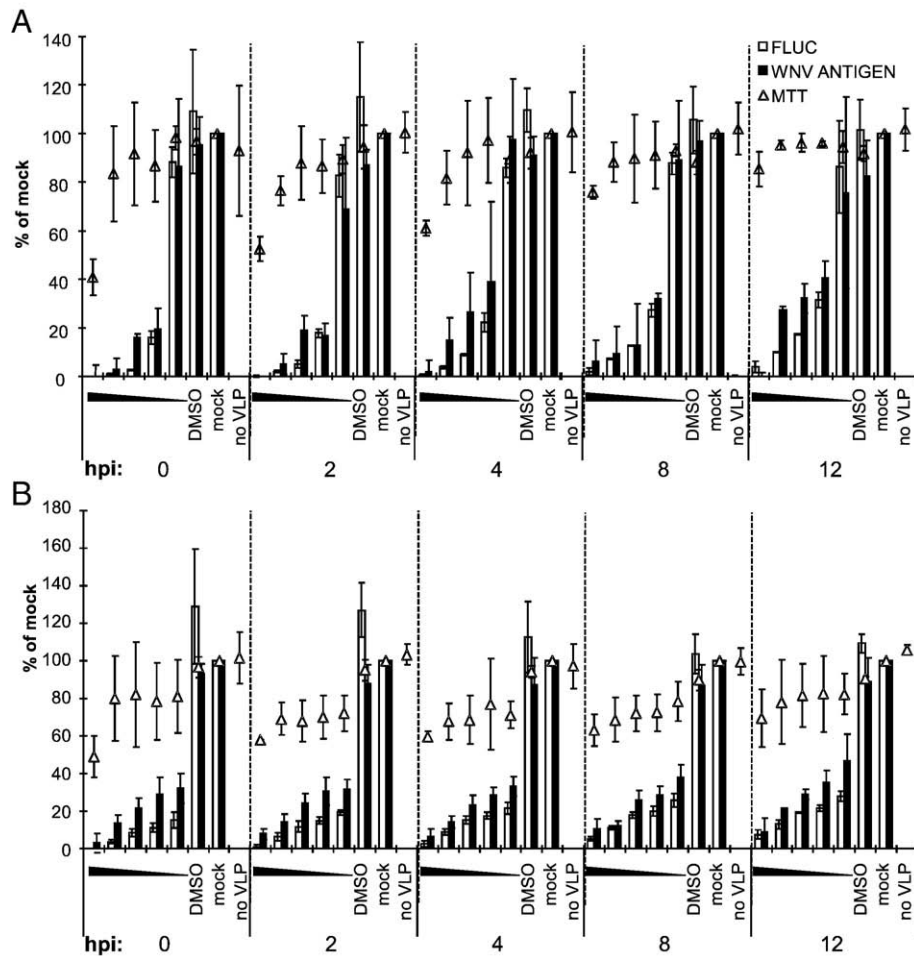 A
140
120
100
80
60
40
20
0
% of mock
FLUC
WNV ANTIGEN
MTT
DMSO
mock
no VLP
DMSO
mock
no VLP
DMSO
mock
no VLP
DMSO
mock
no VLP
DMSO
mock
no VLP
hpi: 0 2 4 8 12
B
180
160
140
120
100
80
60
40
20
0
% of mock
DMSO
mock
no VLP
DMSO
mock
no VLP
DMSO
mock
no VLP
DMSO
mock
no VLP
DMSO
mock
no VLP
hpi: 0 2 4 8 12